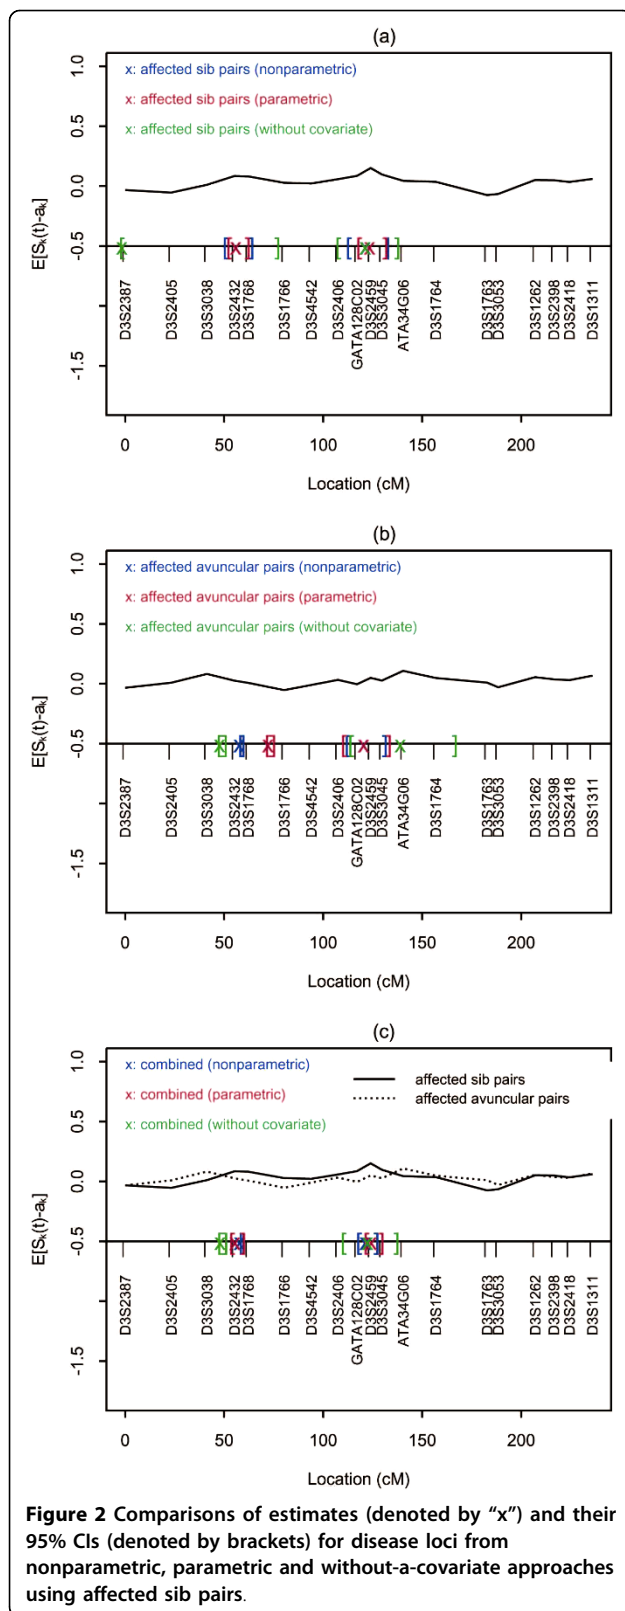 (a)
x: affected sib pairs (nonparametric)
x: affected sib pairs (parametric)
x: affected sib pairs (without covariate)
E[Sk(t)-ak]
1.0
0.5
0.0
-0.5
-1.5
D3S2387
D3S2405
D3S3038
D3S2432
D3S1768
D3S1766
D3S4542
D3S2406
GATA128C02
D3S2459
D3S3045
ATA34G06
D3S1764
D3S1763
D3S3053
D3S1262
D3S2398
D3S2418
D3S1311
0 50 100 150 200
Location (cM)
(b)
x: affected avuncular pairs (nonparametric)
x: affected avuncular pairs (parametric)
x: affected avuncular pairs (without covariate)
E[Sk(t)-ak]
1.0
0.5
0.0
-0.5
-1.5
D3S2387
D3S2405
D3S3038
D3S2432
D3S1768
D3S1766
D3S4542
D3S2406
GATA128C02
D3S2459
D3S3045
ATA34G06
D3S1764
D3S1763
D3S3053
D3S1262
D3S2398
D3S2418
D3S1311
0 50 100 150 200
Location (cM)
(c)
x: combined (nonparametric)
x: combined (parametric)
x: combined (without covariate)
affected sib pairs
affected avuncular pairs
E[Sk(t)-ak]
1.0
0.5
0.0
-0.5
-1.5
D3S2387
D3S2405
D3S3038
D3S2432
D3S1768
D3S1766
D3S4542
D3S2406
GATA128C02
D3S2459
D3S3045
ATA34G06
D3S1764
D3S1763
D3S3053
D3S1262
D3S2398
D3S2418
D3S1311
0 50 100 150 200
Location (cM)
Figure 2 Comparisons of estimates (denoted by “x”) and their
95% CIs (denoted by brackets) for disease loci from
nonparametric, parametric and without-a-covariate approaches
using affected sib pairs.